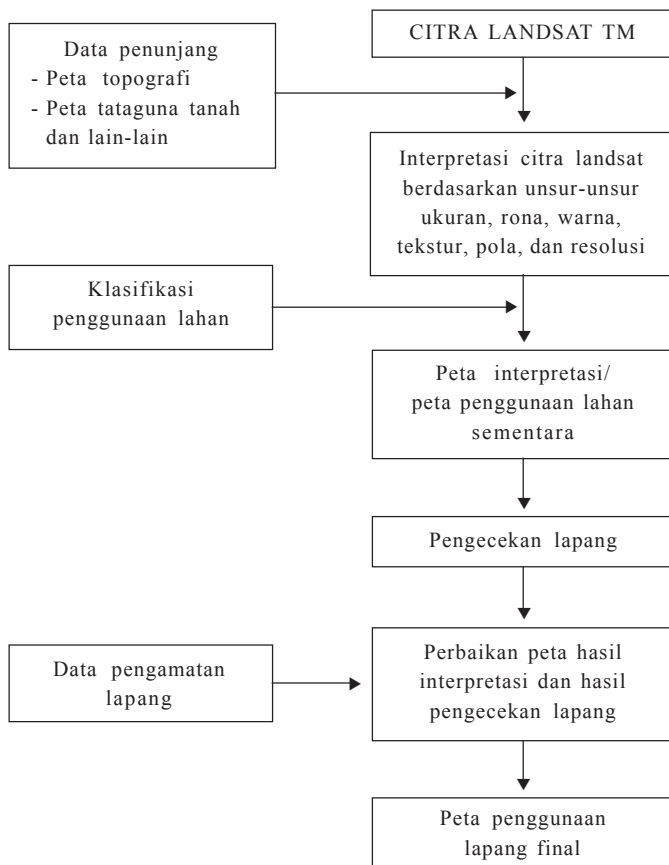 CITRA LANDSAT TM
Data penunjang
- Peta topografi
- Peta tataguna tanah
dan lain-lain
Interpretasi citra landsat
berdasarkan unsur-unsur
ukuran, rona, warna,
tekstur, pola, dan resolusi
Klasifikasi
penggunaan lahan
Peta interpretasi/
peta penggunaan lahan
sementara
Pengecekan lapang
Data pengamatan
lapang
Perbaikan peta hasil
interpretasi dan hasil
pengecekan lapang
Peta penggunaan
lapang final